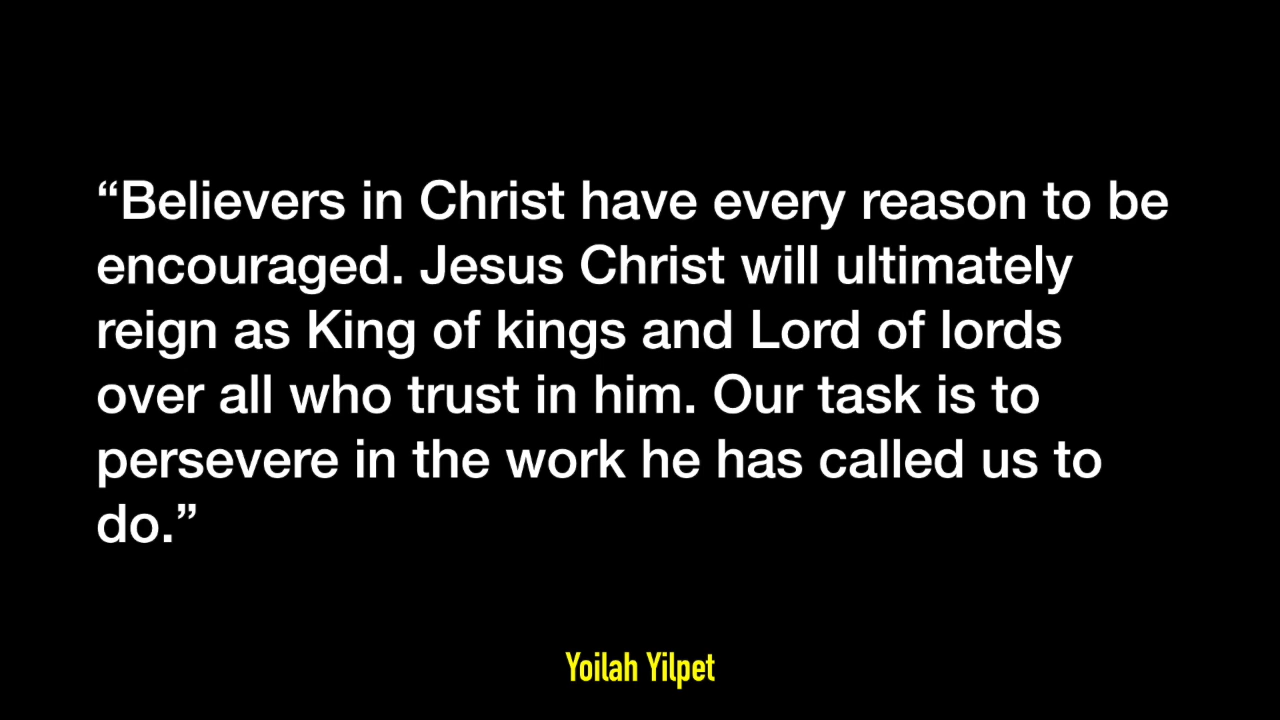 “Believers in Christ have every reason to be
encouraged. Jesus Christ will ultimately
reign as King of kings and Lord of lords
over all who trust in him. Our task is to
persevere in the work he has called us to
do.”
Yoilah Yilpet